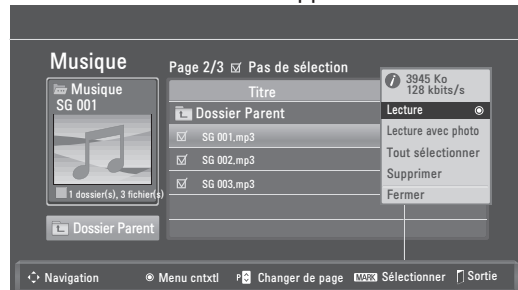 Musique
Page 2/3 Pas de sélection
Musique
SG 001
1 dossier(s), 3 fichier(s)
Dossier Parent
Titre
Dossier Parent
SG 001.mp3
SG 002.mp3
SG 003.mp3
3945 Ko
128 kbits/s
Lecture
Lecture avec photo
Tout sélectionner
Supprimer
Fermer
Navigation Menu cntxtl P Changer de page MARK Sélectionner Sortie